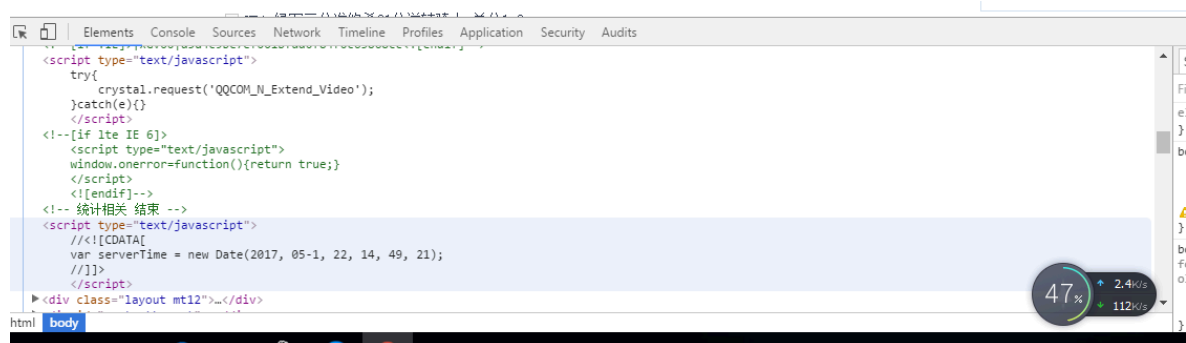 Elements Console Sources Network Timeline Profiles Application Security Audits
<script type="text/javascript">
try{
crystal.request('QQCOM_N_Extend_Video');
}catch(e){}
</script>
<!--[if lte IE 6]>
<script type="text/javascript">
window.onerror=function(){return true;}
</script>
<![endif]-->
<!-- 统计相关 结束 -->
<script type="text/javascript">
//<![CDATA[
var serverTime = new Date(2017, 05-1, 22, 14, 49, 21);
//]]>
</script>
<div class="layout mt12">…</div>
html body
47%
2.4K/s
112K/s